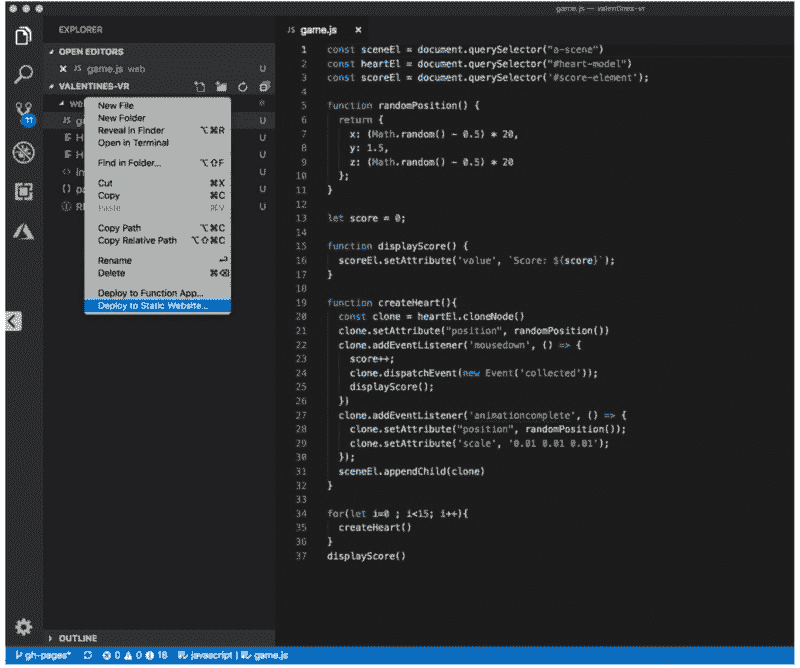 game.js — valentines-vr
EXPLORER
OPEN EDITORS
× JS game.js web U
VALENTINES-VR
New File
New Folder
Reveal in Finder ⌥⌘R
Open in Terminal
Find in Folder... ⌥⇧F
Cut ⌘X
Copy ⌘C
Paste ⌘V
Copy Path ⌥⌘C
Copy Relative Path ⌥⇧⌘C
Rename ⏎
Delete ⌘⌫
Deploy to Function App...
Deploy to Static Website...
11
OUTLINE
JS game.js ×
1 const sceneEl = document.querySelector("a-scene")
2 const heartEl = document.querySelector("#heart-model")
3 const scoreEl = document.querySelector('#score-element');
4
5 function randomPosition() {
6 return {
7 x: (Math.random() - 0.5) * 20,
8 y: 1.5,
9 z: (Math.random() - 0.5) * 20
10 };
11 }
12
13 let score = 0;
14
15 function displayScore() {
16 scoreEl.setAttribute('value', `Score: ${score}`);
17 }
18
19 function createHeart(){
20 const clone = heartEl.cloneNode()
21 clone.setAttribute("position", randomPosition())
22 clone.addEventListener('mousedown', () => {
23 score++;
24 clone.dispatchEvent(new Event('collected'));
25 displayScore();
26 })
27 clone.addEventListener('animationcomplete', () => {
28 clone.setAttribute("position", randomPosition());
29 clone.setAttribute('scale', '0.01 0.01 0.01');
30 });
31 sceneEl.appendChild(clone)
32 }
33
34 for(let i=0 ; i<15; i++){
35 createHeart()
36 }
37 displayScore()
gh-pages* 0 0 16 javascript | game.js